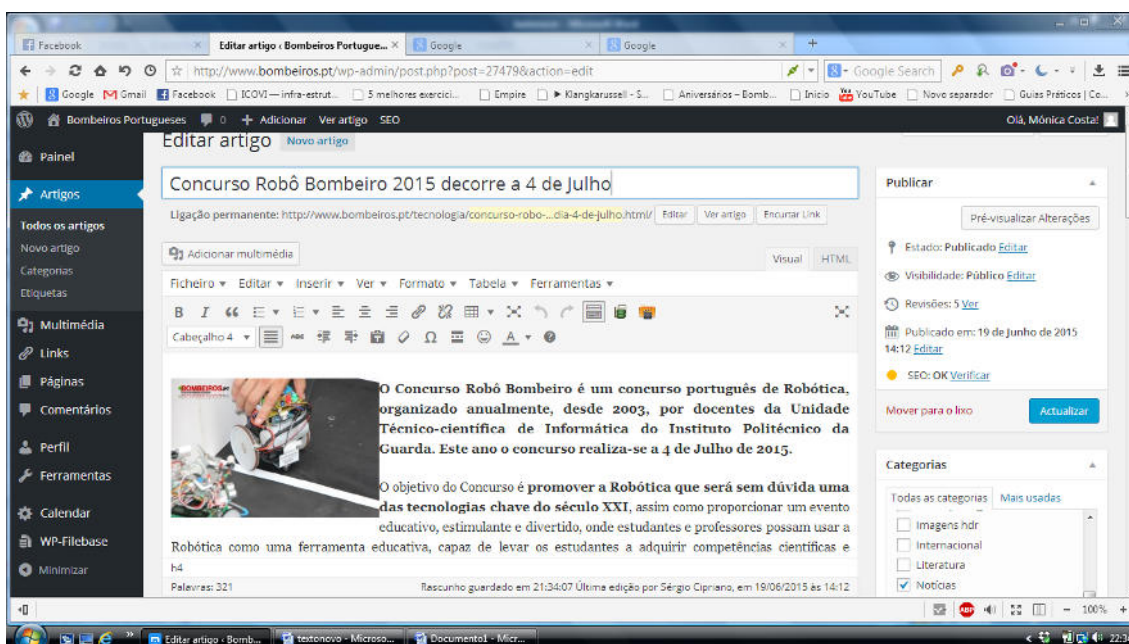 Facebook
Editar artigo ‹ Bombeiros Portugue...
Google
Google
http://www.bombeiros.pt/wp-admin/post.php?post=27479&action=edit
Google Search
Google
Gmail
Facebook
ICOVI — infra-estrut...
5 melhores exercici...
Empire
► Klangkarussell - S...
Aniversários – Bomb...
Inicio
YouTube
Novo separador
Guias Práticos | Co...
Bombeiros Portugueses
0
+ Adicionar
Ver artigo
SEO
Olá, Mónica Costa!
Painel
Artigos
Todos os artigos
Novo artigo
Categorias
Etiquetas
Multimédia
Links
Páginas
Comentários
Perfil
Ferramentas
Calendar
WP-Filebase
Minimizar
Editar artigo
Novo artigo
Concurso Robô Bombeiro 2015 decorre a 4 de Julho
Ligação permanente: http://www.bombeiros.pt/tecnologia/concurso-robo-...dia-4-de-julho.html/
Editar
Ver artigo
Encurtar Link
Adicionar multimédia
Visual
HTML
Ficheiro
Editar
Inserir
Ver
Formato
Tabela
Ferramentas
Cabeçalho 4
O Concurso Robô Bombeiro é um concurso português de Robótica,
organizado anualmente, desde 2003, por docentes da Unidade
Técnico-científica de Informática do Instituto Politécnico da
Guarda. Este ano o concurso realiza-se a 4 de Julho de 2015.
O objetivo do Concurso é promover a Robótica que será sem dúvida uma
das tecnologias chave do século XXI, assim como proporcionar um evento
educativo, estimulante e divertido, onde estudantes e professores possam usar a
Robótica como uma ferramenta educativa, capaz de levar os estudantes a adquirir competências científicas e
h4
Palavras: 321
Rascunho guardado em 21:34:07 Última edição por Sérgio Cipriano, em 19/06/2015 às 14:12
Publicar
Pré-visualizar Alterações
Estado: Publicado Editar
Visibilidade: Público Editar
Revisões: 5 Ver
Publicado em: 19 de Junho de 2015
14:12 Editar
SEO: OK Verificar
Mover para o lixo
Actualizar
Categorias
Todas as categorias
Mais usadas
Imagens hdr
Internacional
Literatura
Notícias
ABP
100%
Editar artigo ‹ Bomb...
textonovo - Microso...
Documento1 - Micr...